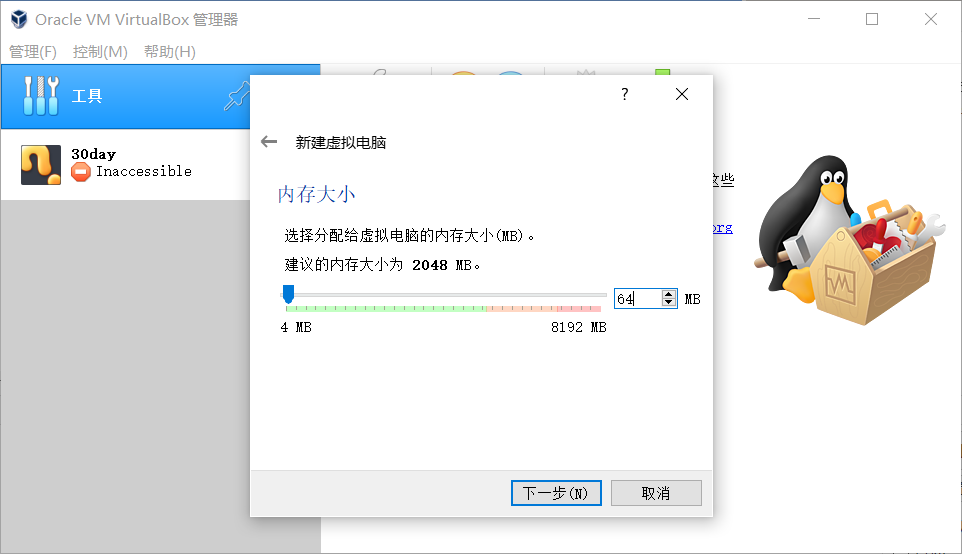 Oracle VM VirtualBox 管理器
管理(F) 控制(M) 帮助(H)
工具
30day
Inaccessible
这些
org
?
新建虚拟电脑
内存大小
选择分配给虚拟电脑的内存大小(MB)。
建议的内存大小为 2048 MB。
64 MB
4 MB 8192 MB
下一步(N) 取消